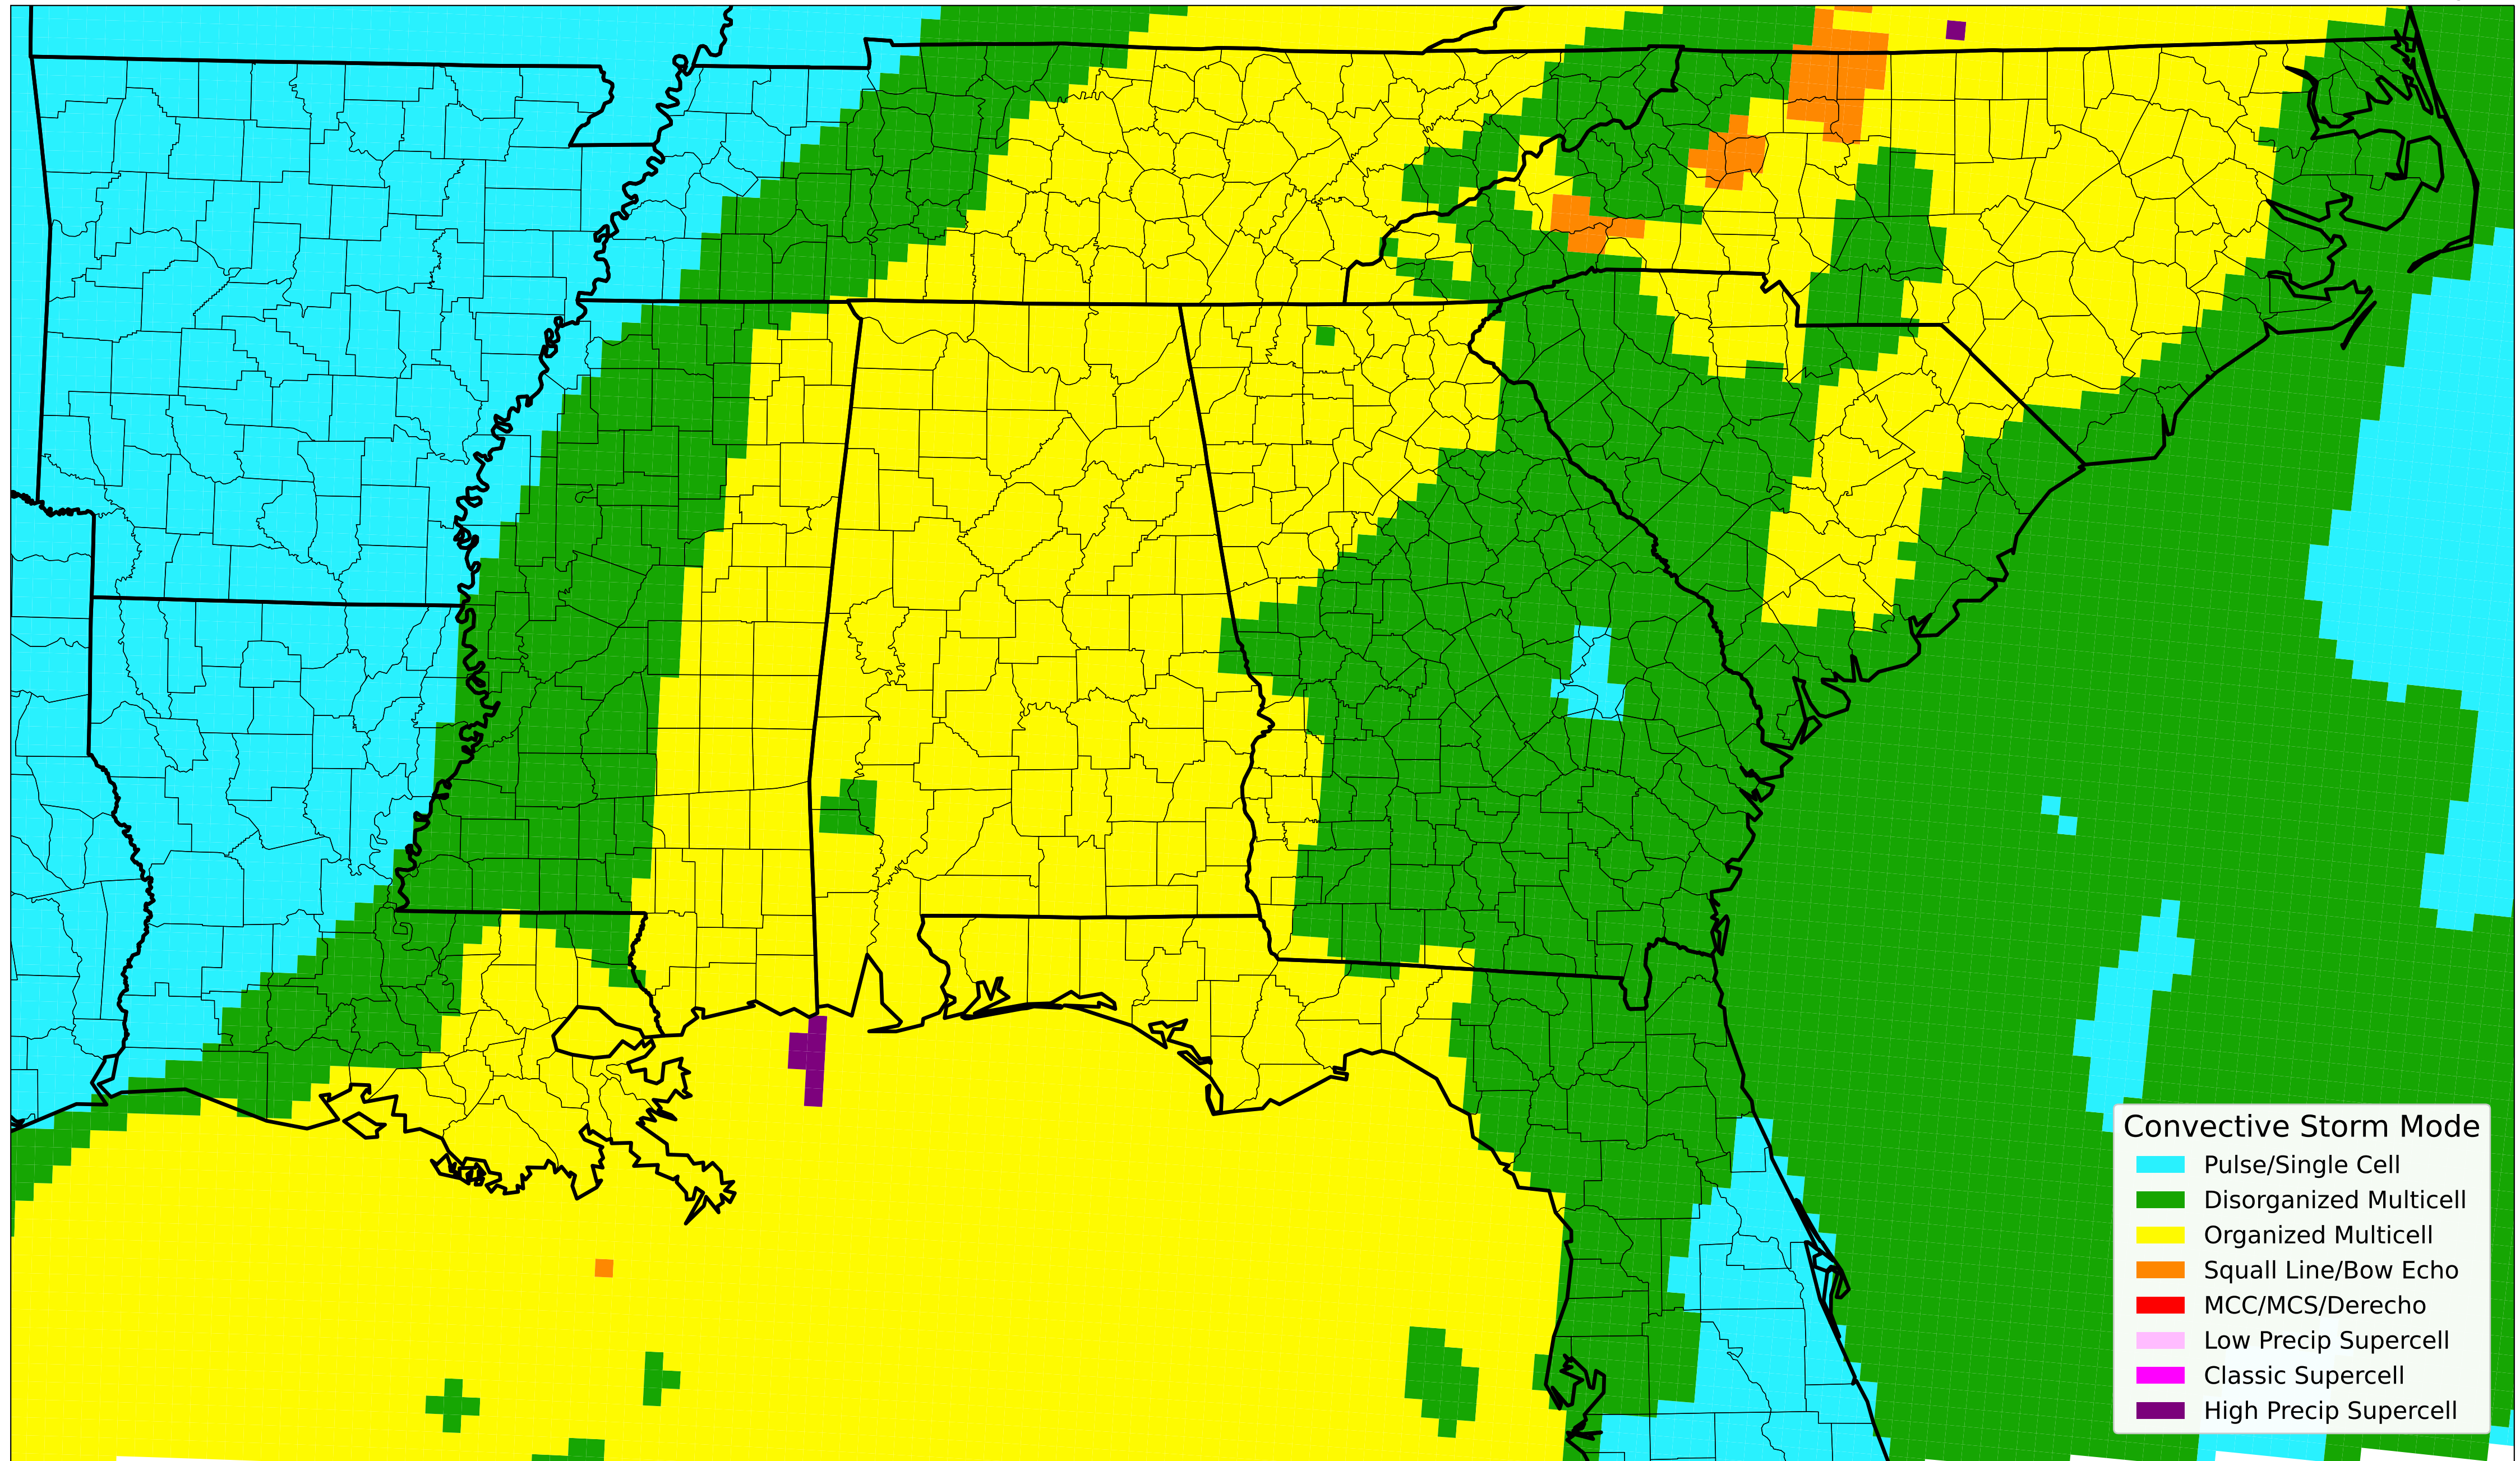 Convective Storm Mode
Pulse/Single Cell
Disorganized Multicell
Organized Multicell
Squall Line/Bow Echo
MCC/MCS/Derecho
Low Precip Supercell
Classic Supercell
High Precip Supercell